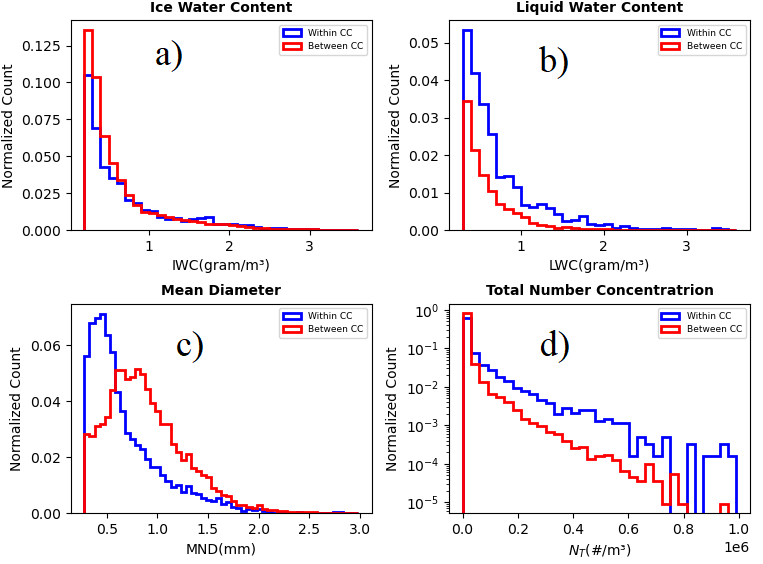 Ice Water Content
a)
Within CC
Between CC
Normalized Count
0.125
0.100
0.075
0.050
0.025
0.000
1 2 3
IWC(gram/m³)
Liquid Water Content
b)
Within CC
Between CC
Normalized Count
0.05
0.04
0.03
0.02
0.01
0.00
1 2 3
LWC(gram/m³)
Mean Diameter
c)
Within CC
Between CC
Normalized Count
0.06
0.04
0.02
0.00
0.5 1.0 1.5 2.0 2.5 3.0
MND(mm)
Total Number Concentratrion
d)
Within CC
Between CC
Normalized Count
10⁰
10⁻¹
10⁻²
10⁻³
10⁻⁴
10⁻⁵
0.0 0.2 0.4 0.6 0.8 1.0
1e6
N_T(#/m³)